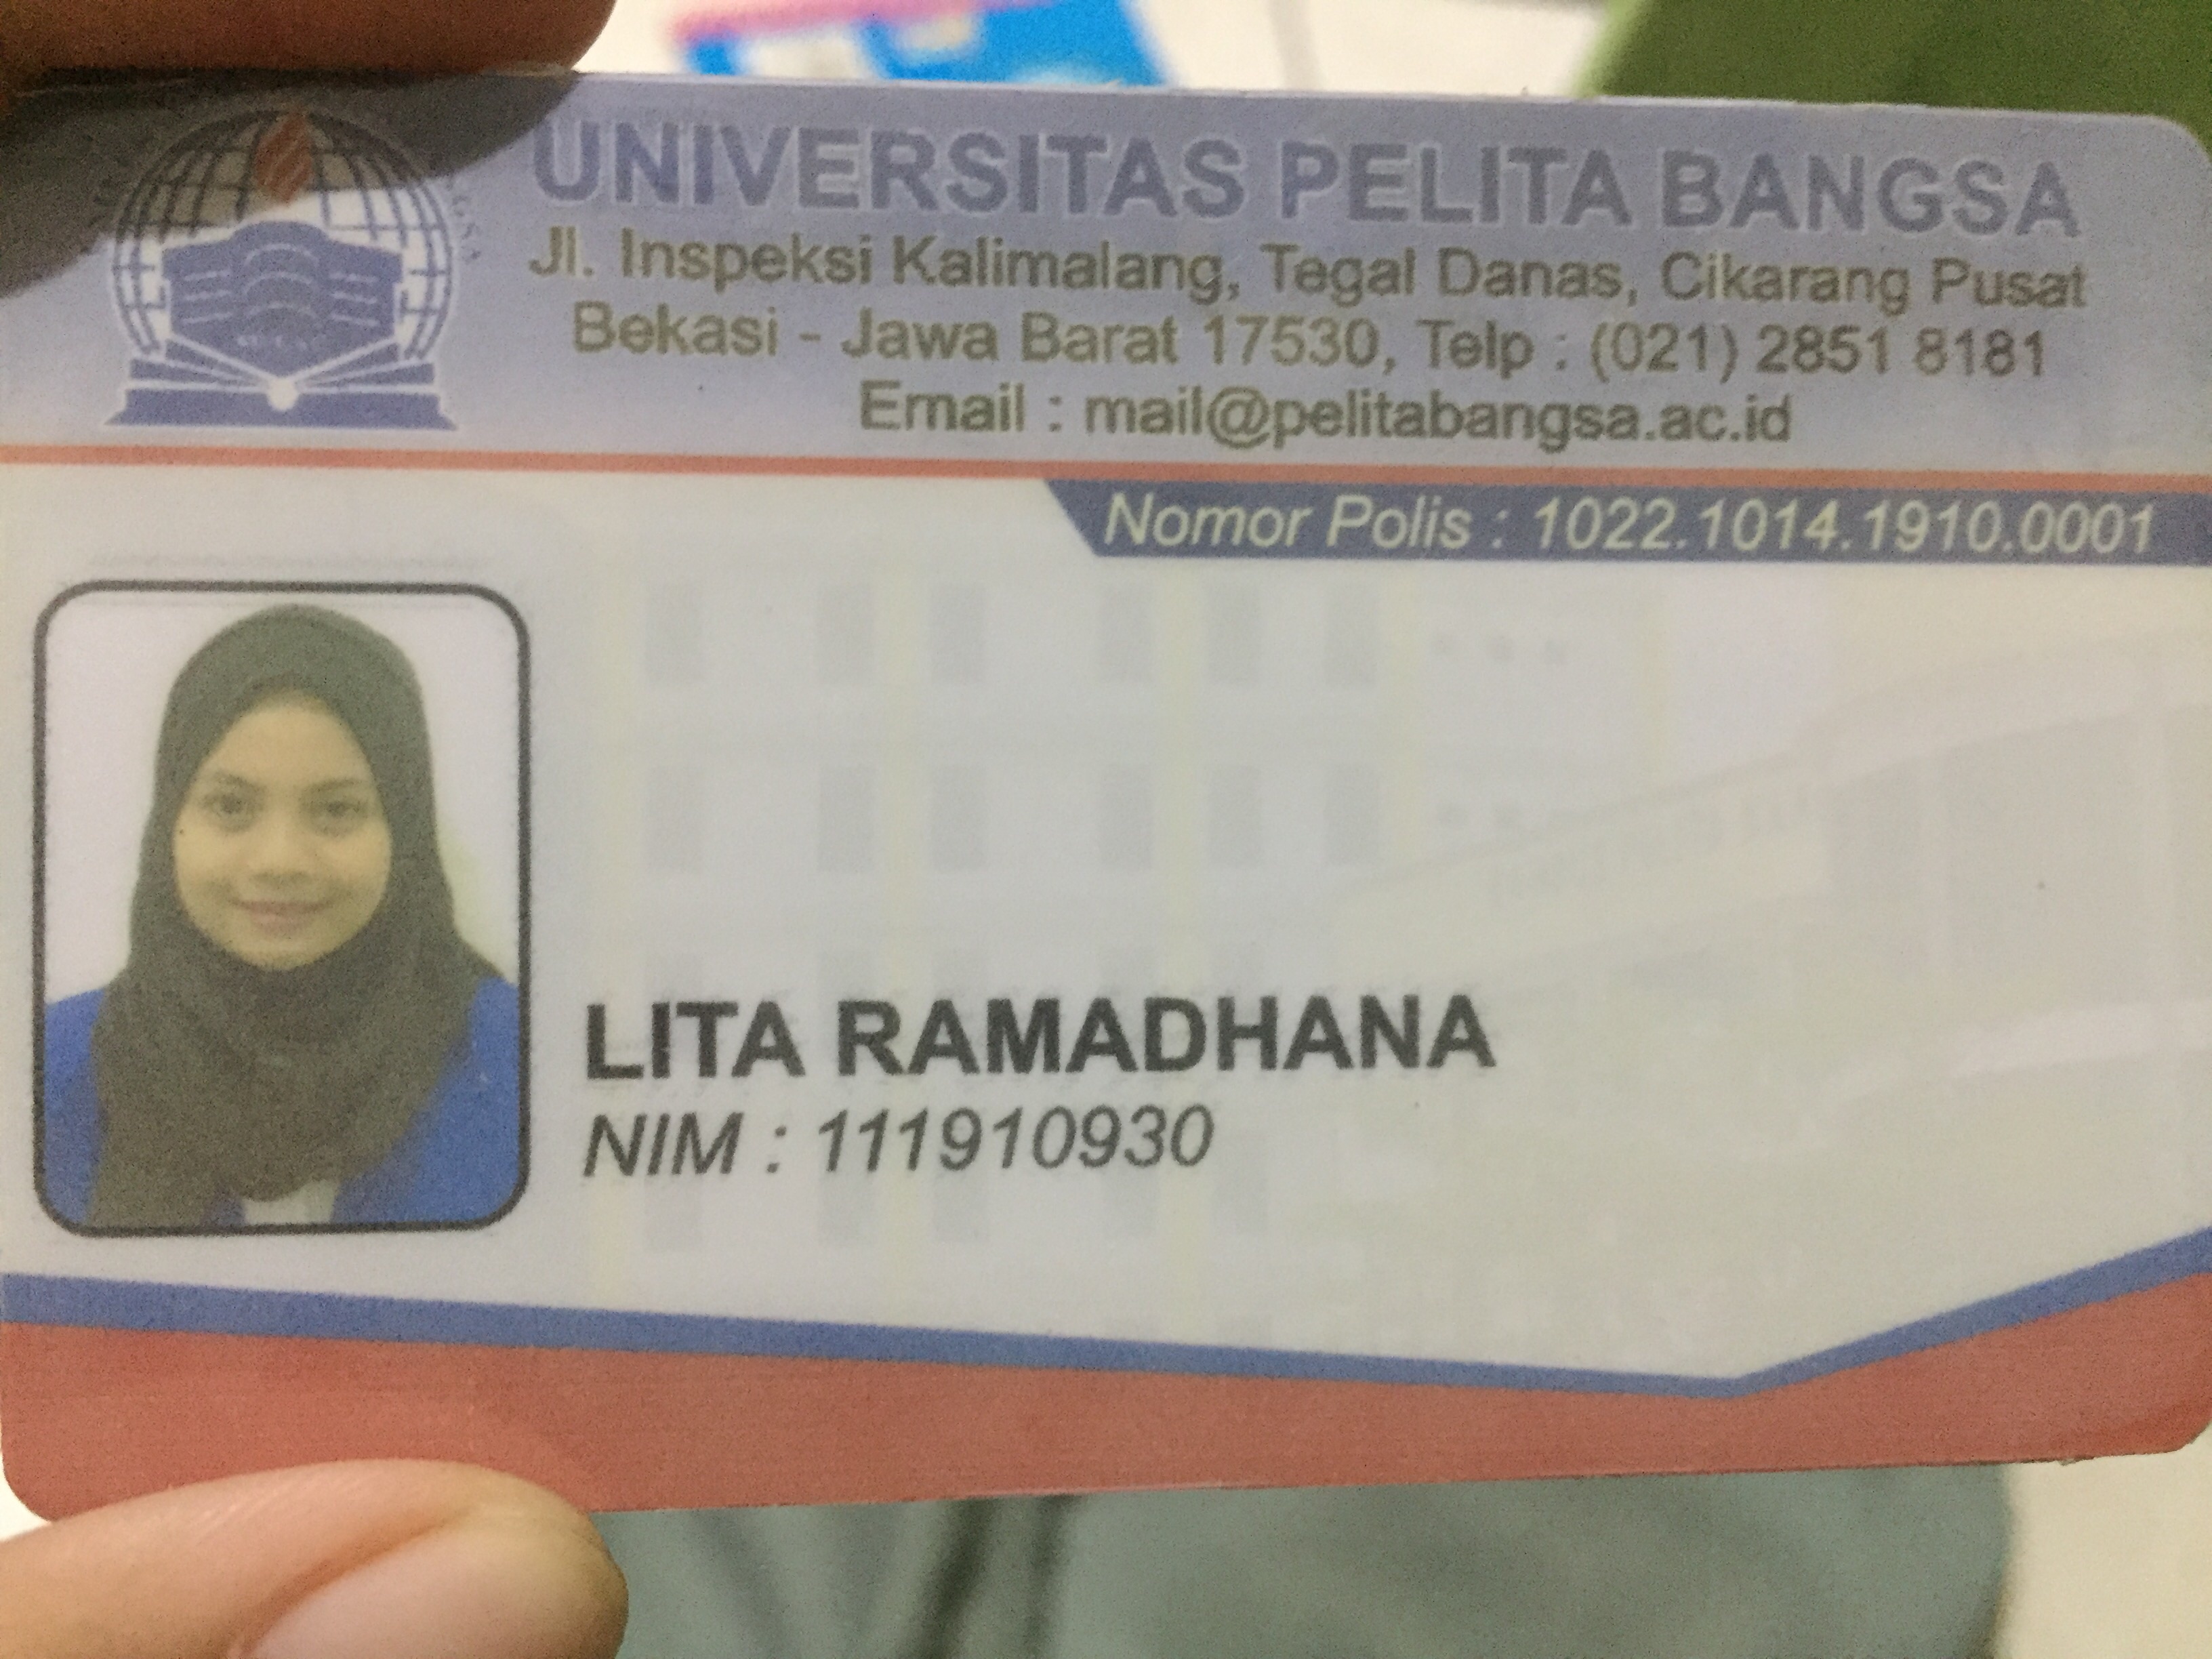 UNIVERSITAS PELITA BANGSA
Jl. Inspeksi Kalimalang, Tegal Danas, Cikarang Pusat
Bekasi - Jawa Barat 17530, Telp : (021) 2851 8181
Email : mail@pelitabangsa.ac.id
Nomor Polis : 1022.1014.1910.0001
LITA RAMADHANA
NIM : 111910930